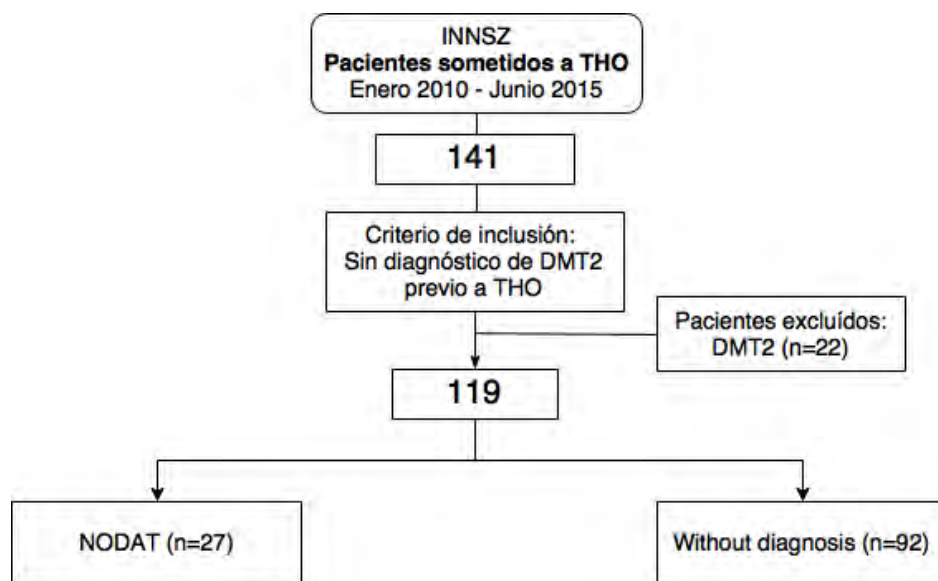 INNSZ
Pacientes sometidos a THO
Enero 2010 - Junio 2015
141
Criterio de inclusión:
Sin diagnóstico de DMT2
previo a THO
Pacientes excluídos:
DMT2 (n=22)
119
NODAT (n=27)
Without diagnosis (n=92)